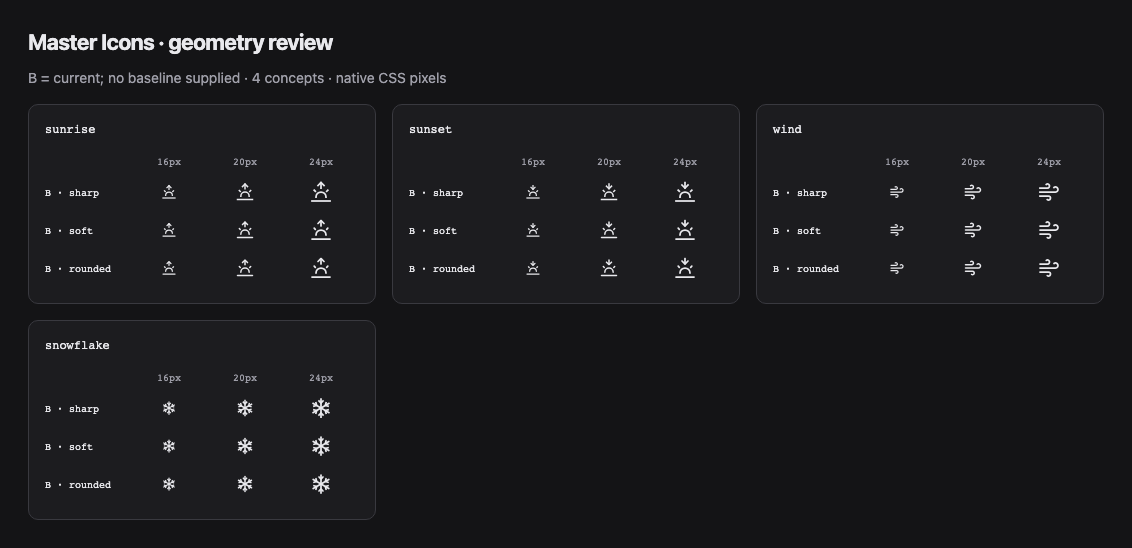 Master Icons · geometry review
B = current; no baseline supplied · 4 concepts · native CSS pixels
sunrise
16px 20px 24px
B · sharp
B · soft
B · rounded
sunset
16px 20px 24px
B · sharp
B · soft
B · rounded
wind
16px 20px 24px
B · sharp
B · soft
B · rounded
snowflake
16px 20px 24px
B · sharp
B · soft
B · rounded